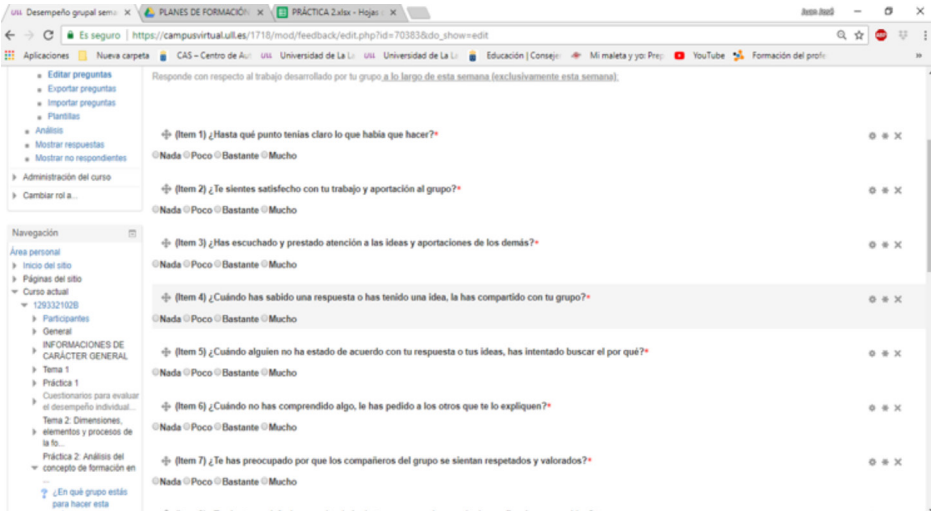 Desempeño grupal sema
PLANES DE FORMACIÓN
PRÁCTICA 2.xlsx - Hojas
Es seguro | https://campusvirtual.ull.es/1718/mod/feedback/edit.php?id=70383&do_show=edit
Aplicaciones Nueva carpeta CAS – Centro de Au ULL Universidad de La L ULL Universidad de La L Educación | Consejer Mi maleta y yo: Prep YouTube Formación del profe »
Editar preguntas
Exportar preguntas
Importar preguntas
Plantillas
Análisis
Mostrar respuestas
Mostrar no respondientes
Administración del curso
Cambiar rol a...
Navegación
Área personal
Inicio del sitio
Páginas del sitio
Curso actual
129332102B
Participantes
General
INFORMACIONES DE
CARÁCTER GENERAL
Tema 1
Práctica 1
Cuestionarios para evaluar
el desempeño individual...
Tema 2: Dimensiones,
elementos y procesos de
la fo...
Práctica 2: Análisis del
concepto de formación en
...
¿En qué grupo estás
para hacer esta
Responde con respecto al trabajo desarrollado por tu grupo a lo largo de esta semana (exclusivamente esta semana):
(Item 1) ¿Hasta qué punto tenías claro lo que había que hacer?*
Nada Poco Bastante Mucho
(Item 2) ¿Te sientes satisfecho con tu trabajo y aportación al grupo?*
Nada Poco Bastante Mucho
(Item 3) ¿Has escuchado y prestado atención a las ideas y aportaciones de los demás?*
Nada Poco Bastante Mucho
(Item 4) ¿Cuándo has sabido una respuesta o has tenido una idea, la has compartido con tu grupo?*
Nada Poco Bastante Mucho
(Item 5) ¿Cuándo alguien no ha estado de acuerdo con tu respuesta o tus ideas, has intentado buscar el por qué?*
Nada Poco Bastante Mucho
(Item 6) ¿Cuándo no has comprendido algo, le has pedido a los otros que te lo expliquen?*
Nada Poco Bastante Mucho
(Item 7) ¿Te has preocupado por que los compañeros del grupo se sientan respetados y valorados?*
Nada Poco Bastante Mucho